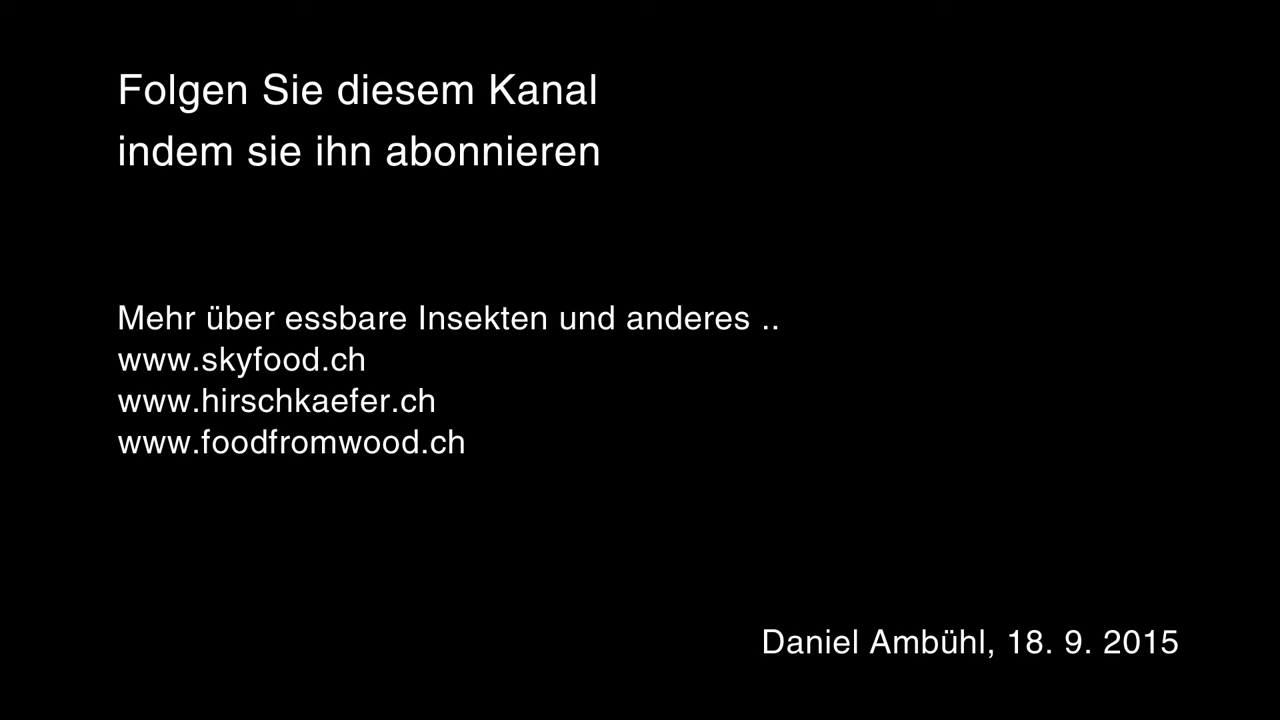 Folgen Sie diesem Kanal
indem sie ihn abonnieren
Mehr über essbare Insekten und anderes ..
www.skyfood.ch
www.hirschkaefer.ch
www.foodfromwood.ch
Daniel Ambühl, 18. 9. 2015